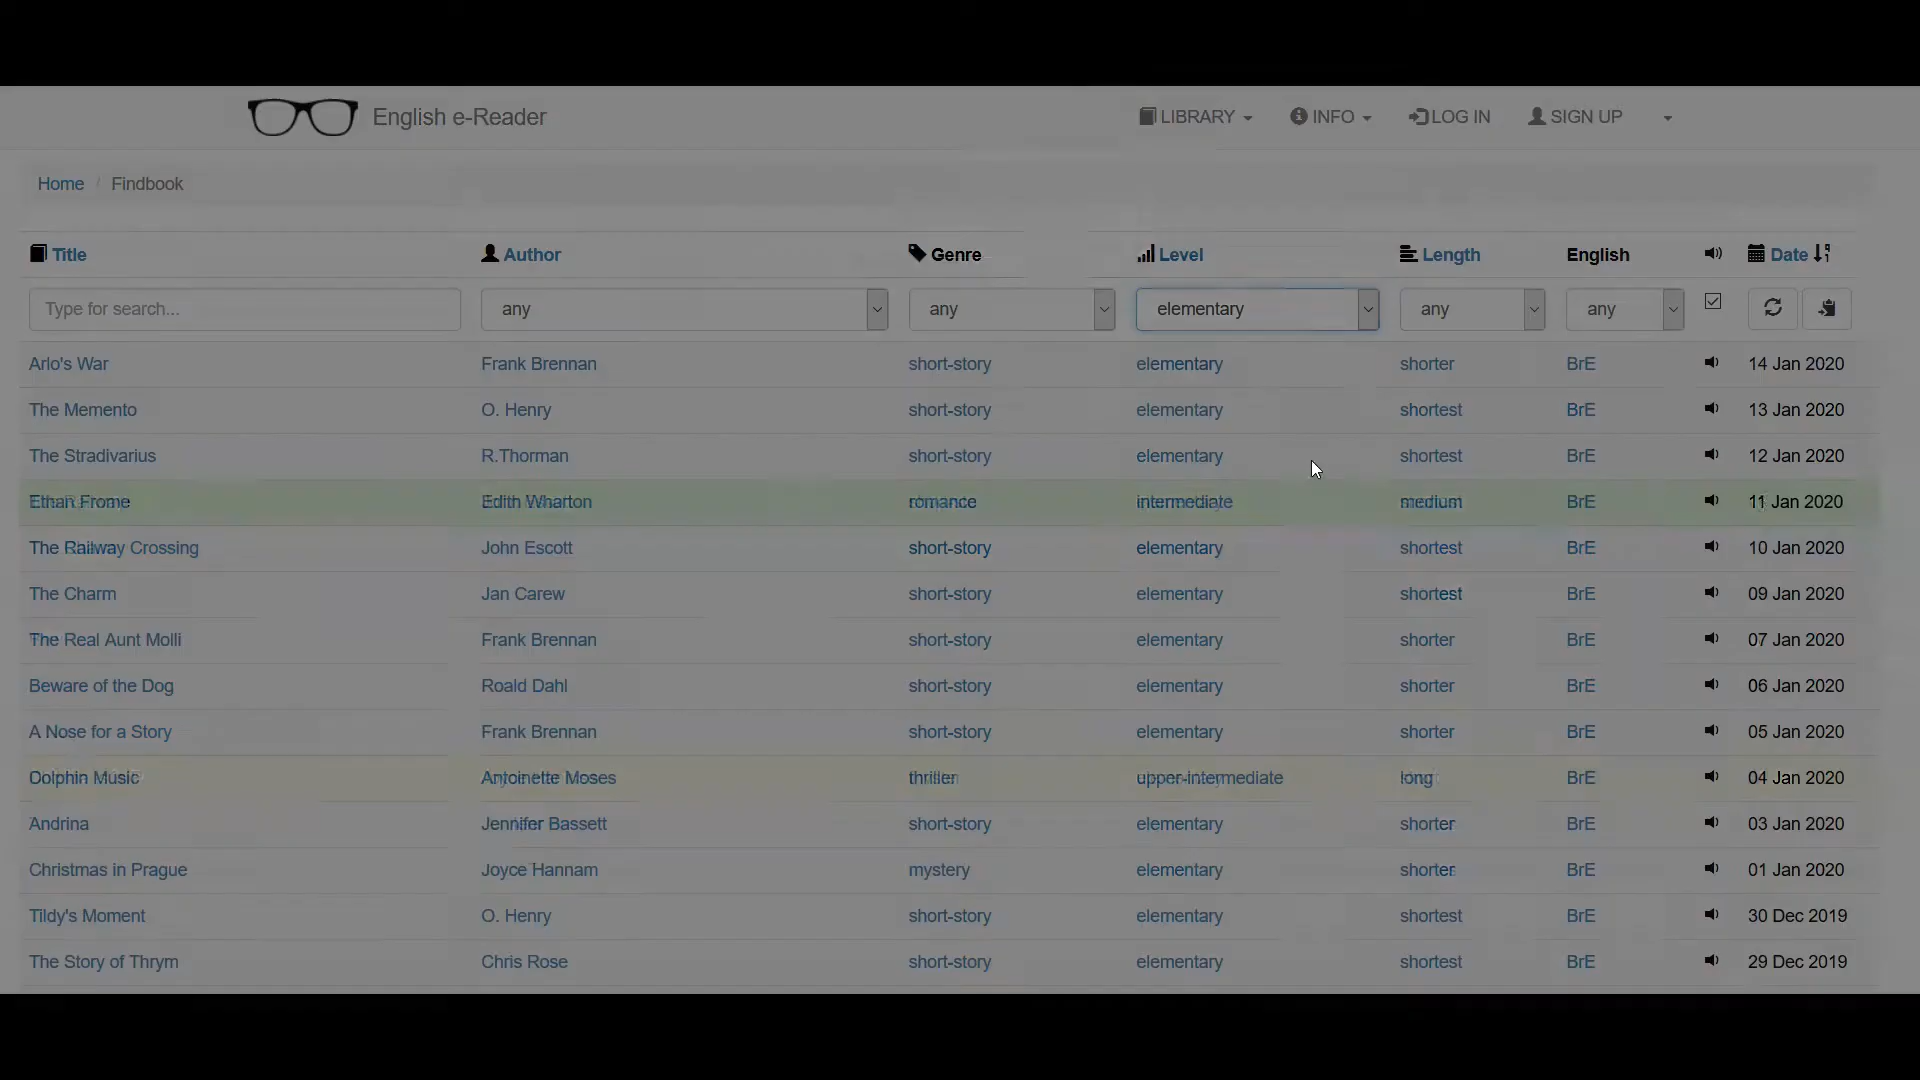 English e-Reader LIBRARY INFO LOG IN SIGN UP
Home / Findbook
Title Author Genre Level Length English Date
Type for search... any any elementary any any
Arlo's War Frank Brennan short-story elementary shorter BrE 14 Jan 2020
The Memento O. Henry short-story elementary shortest BrE 13 Jan 2020
The Stradivarius R.Thorman short-story elementary shortest BrE 12 Jan 2020
Ethan Frome Edith Wharton romance intermediate medium BrE 11 Jan 2020
The Railway Crossing John Escott short-story elementary shortest BrE 10 Jan 2020
The Charm Jan Carew short-story elementary shortest BrE 09 Jan 2020
The Real Aunt Molli Frank Brennan short-story elementary shorter BrE 07 Jan 2020
Beware of the Dog Roald Dahl short-story elementary shorter BrE 06 Jan 2020
A Nose for a Story Frank Brennan short-story elementary shorter BrE 05 Jan 2020
Dolphin Music Antoinette Moses thriller upper-intermediate long BrE 04 Jan 2020
Andrina Jennifer Bassett short-story elementary shorter BrE 03 Jan 2020
Christmas in Prague Joyce Hannam mystery elementary shorter BrE 01 Jan 2020
Tildy's Moment O. Henry short-story elementary shortest BrE 30 Dec 2019
The Story of Thrym Chris Rose short-story elementary shortest BrE 29 Dec 2019